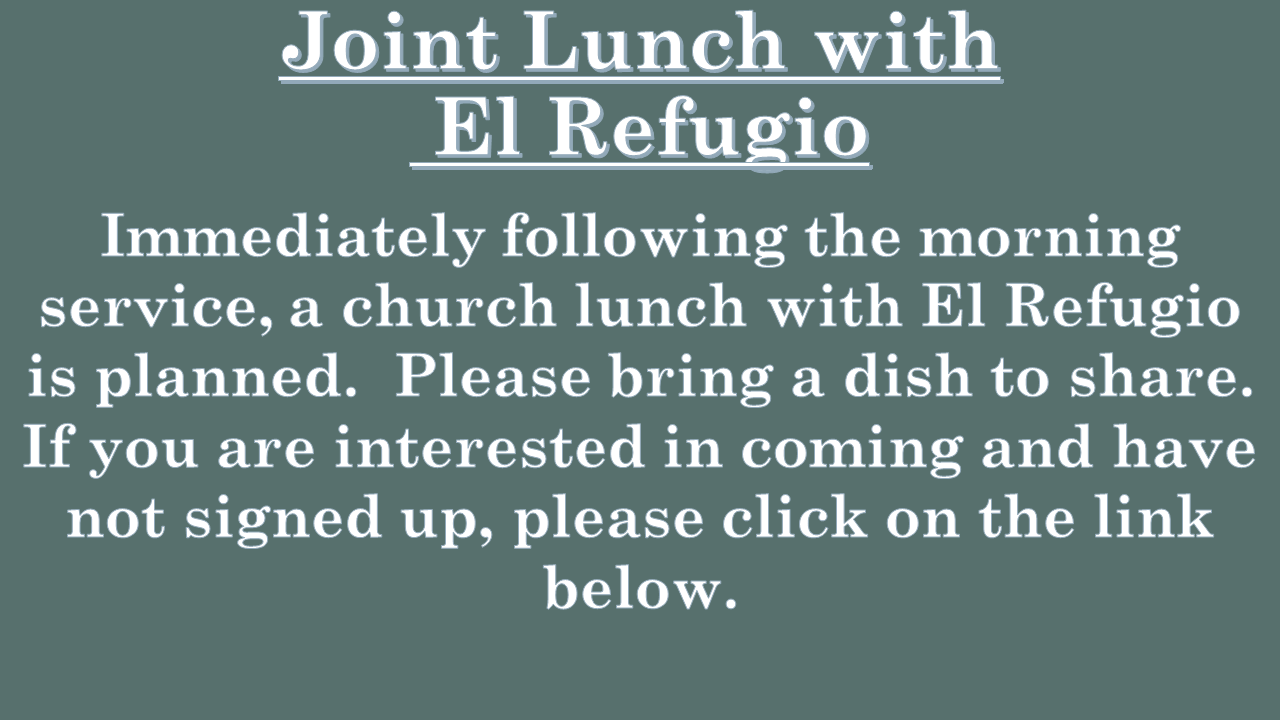 Joint Lunch with
El Refugio
Immediately following the morning
service, a church lunch with El Refugio
is planned.  Please bring a dish to share.
If you are interested in coming and have
not signed up, please click on the link
below.